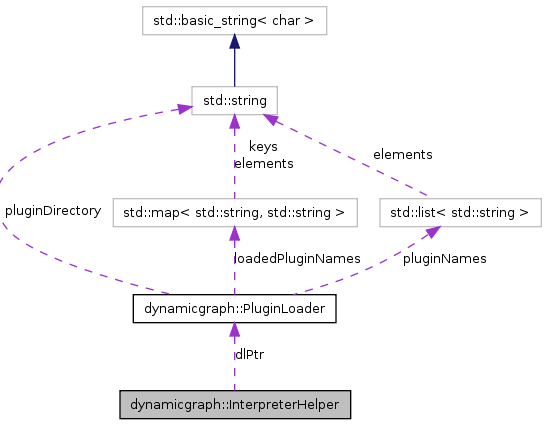 std::basic_string< char >
std::string
keys
elements
elements
pluginDirectory
std::map< std::string, std::string >
std::list< std::string >
loadedPluginNames
pluginNames
dynamicgraph::PluginLoader
dlPtr
dynamicgraph::InterpreterHelper